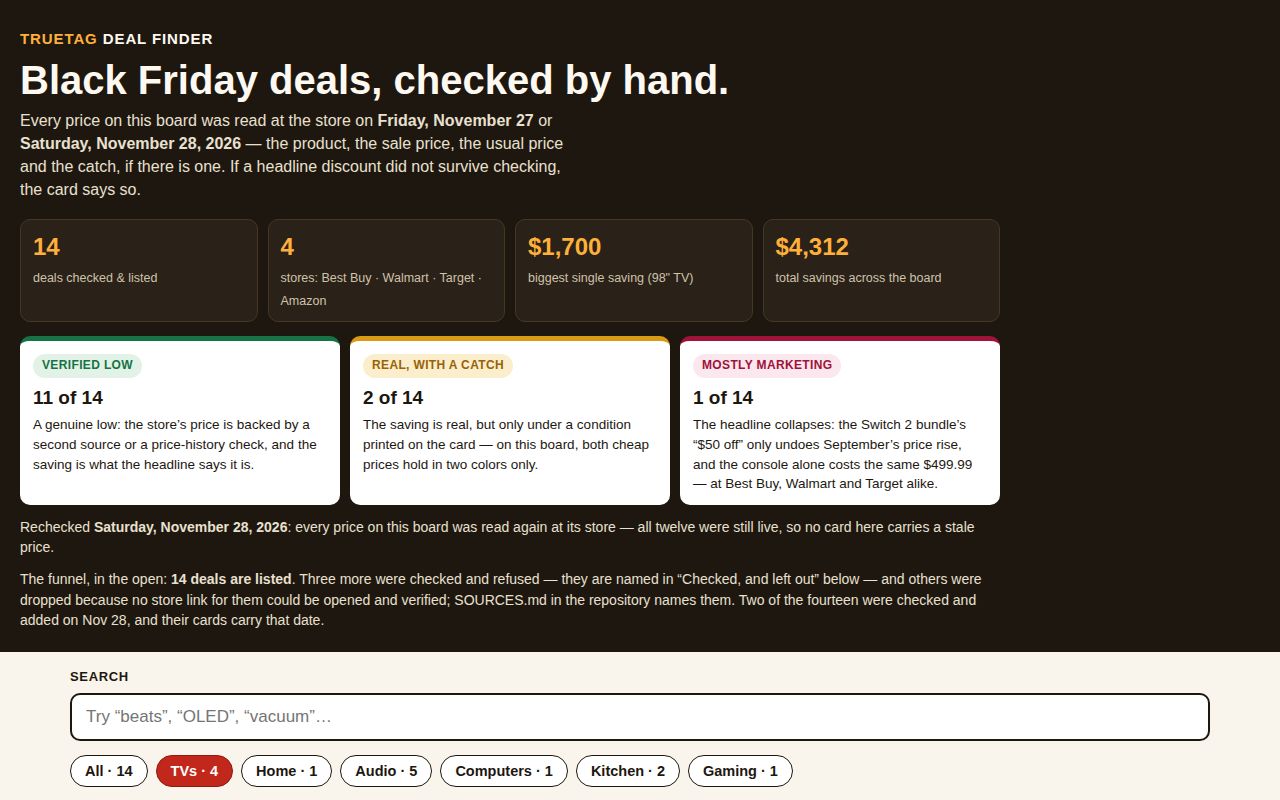 TRUETAG DEAL FINDER
Black Friday deals, checked by hand.
Every price on this board was read at the store on Friday, November 27 or
Saturday, November 28, 2026 — the product, the sale price, the usual price
and the catch, if there is one. If a headline discount did not survive checking,
the card says so.
14
deals checked & listed
4
stores: Best Buy · Walmart · Target ·
Amazon
$1,700
biggest single saving (98" TV)
$4,312
total savings across the board
VERIFIED LOW
11 of 14
A genuine low: the store’s price is backed by a
second source or a price-history check, and the
saving is what the headline says it is.
REAL, WITH A CATCH
2 of 14
The saving is real, but only under a condition
printed on the card — on this board, both cheap
prices hold in two colors only.
MOSTLY MARKETING
1 of 14
The headline collapses: the Switch 2 bundle’s
“$50 off” only undoes September’s price rise,
and the console alone costs the same $499.99
— at Best Buy, Walmart and Target alike.
Rechecked Saturday, November 28, 2026: every price on this board was read again at its store — all twelve were still live, so no card here carries a stale
price.
The funnel, in the open: 14 deals are listed. Three more were checked and refused — they are named in “Checked, and left out” below — and others were
dropped because no store link for them could be opened and verified; SOURCES.md in the repository names them. Two of the fourteen were checked and
added on Nov 28, and their cards carry that date.
SEARCH
Try “beats”, “OLED”, “vacuum”…
All · 14 TVs · 4 Home · 1 Audio · 5 Computers · 1 Kitchen · 2 Gaming · 1